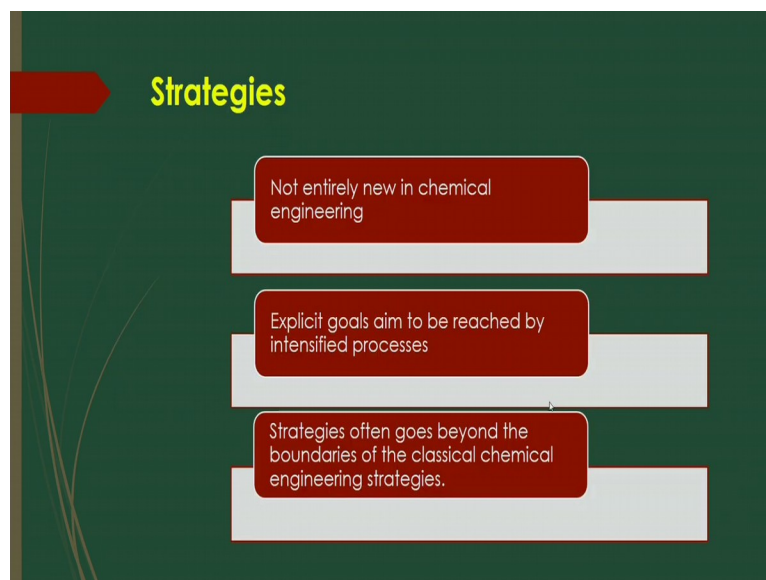 Strategies
Not entirely new in chemical
engineering
Explicit goals aim to be reached by
intensified processes
Strategies often goes beyond the
boundaries of the classical chemical
engineering strategies.